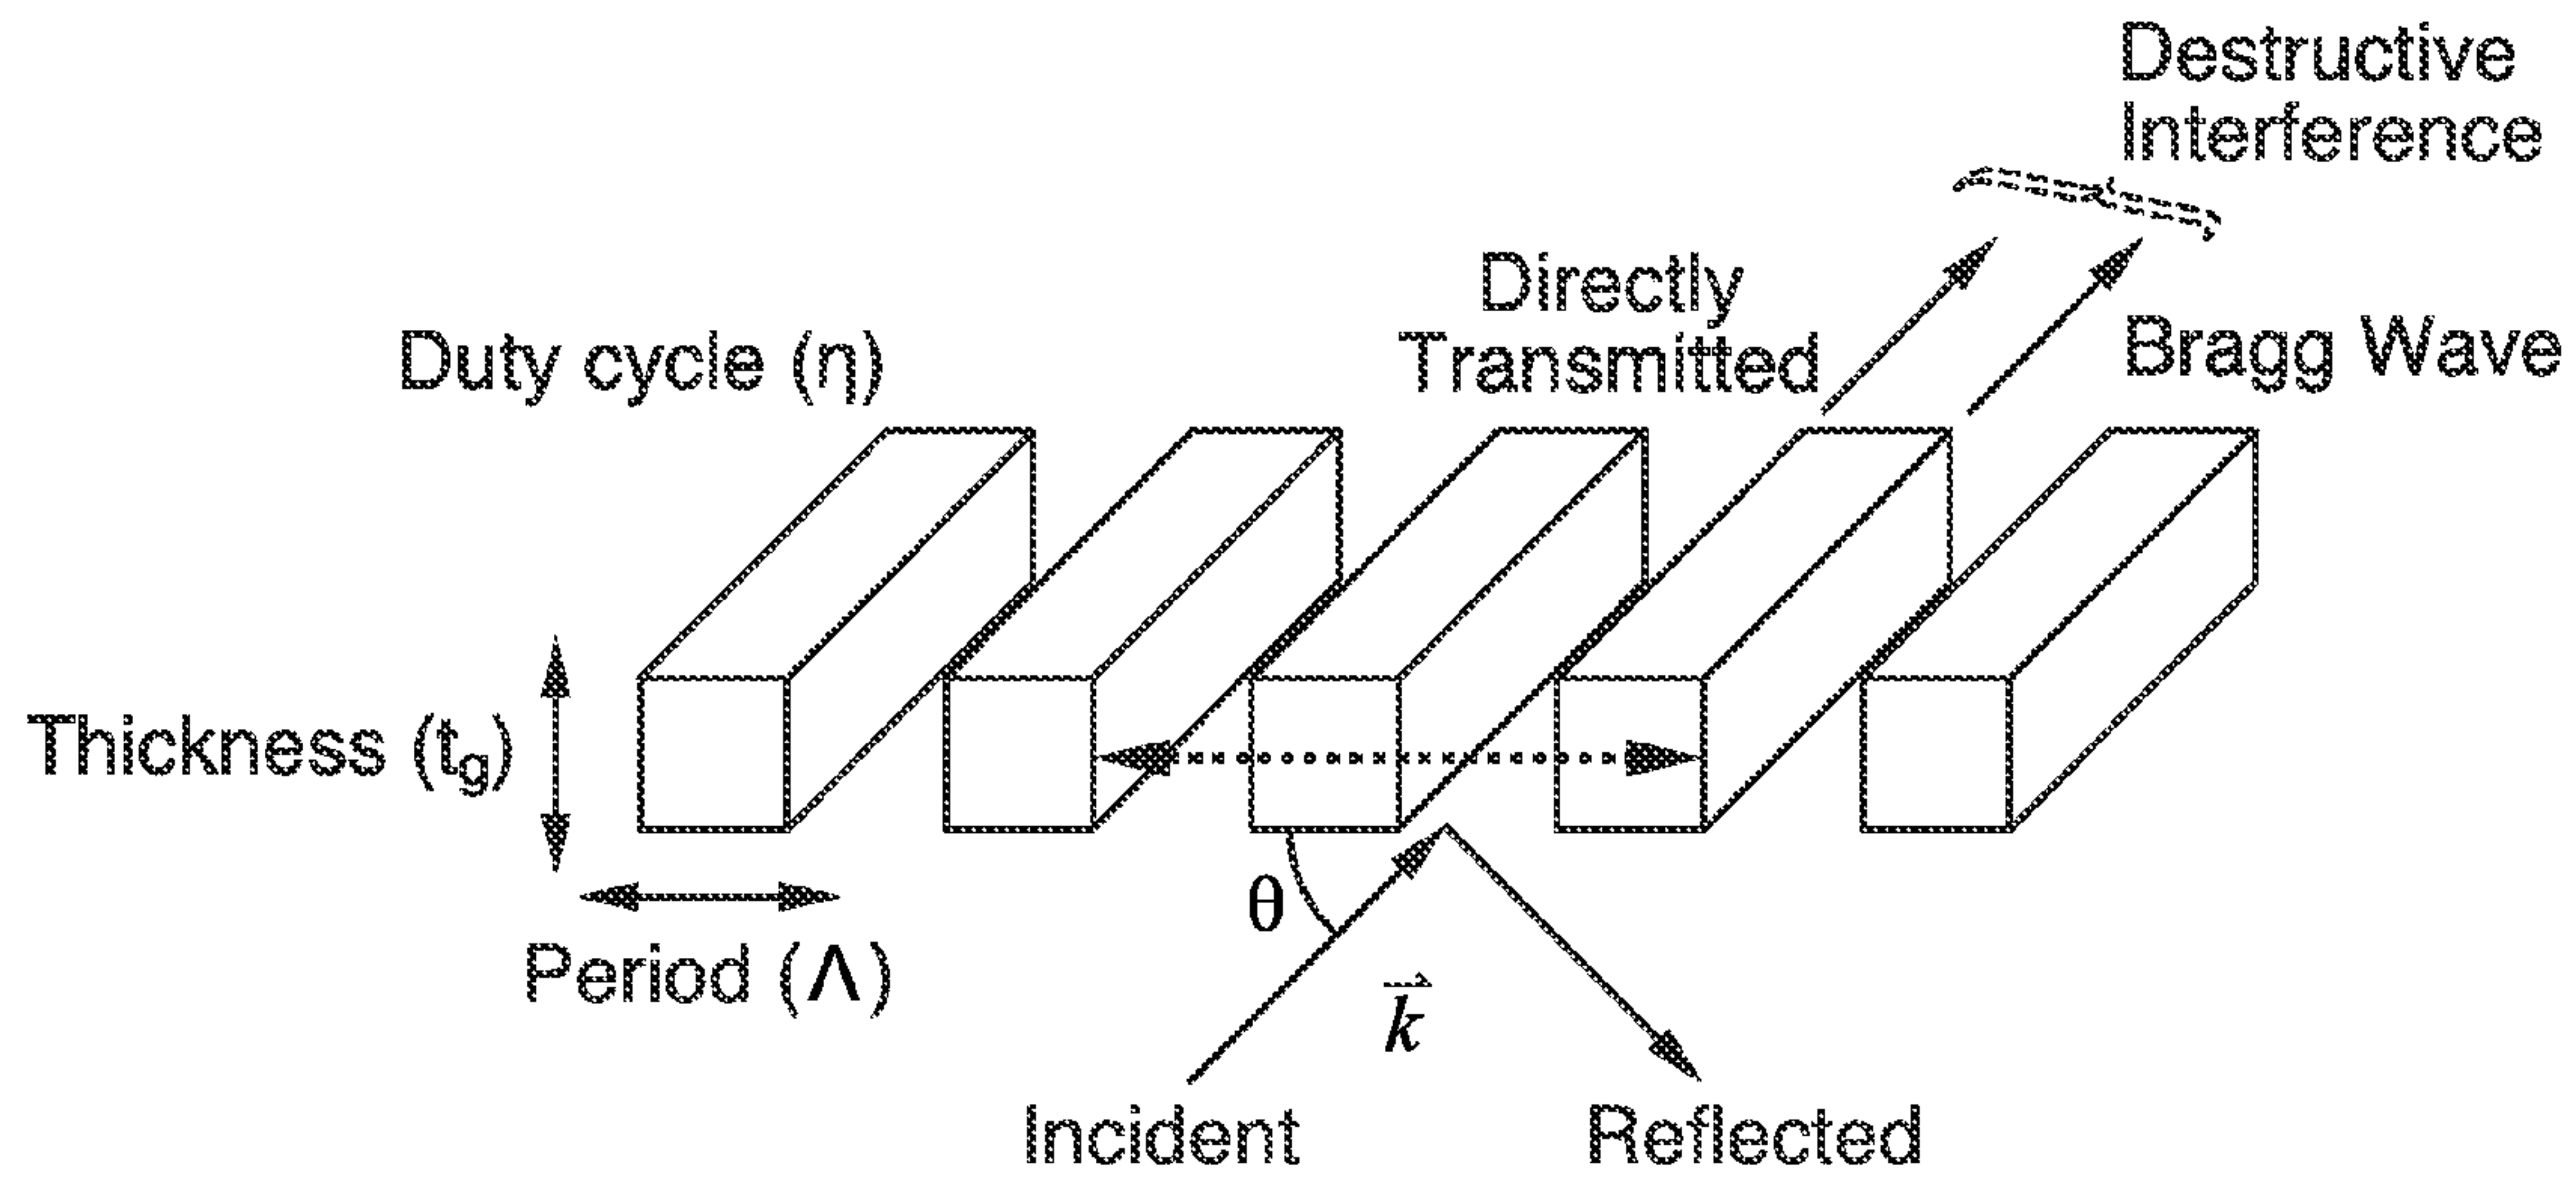 Destructive
Interference
Directly
Transmitted
Bragg Wave
Duty cycle (η)
Thickness (tg)
Period (Λ)
θ
k⃗
Incident
Reflected